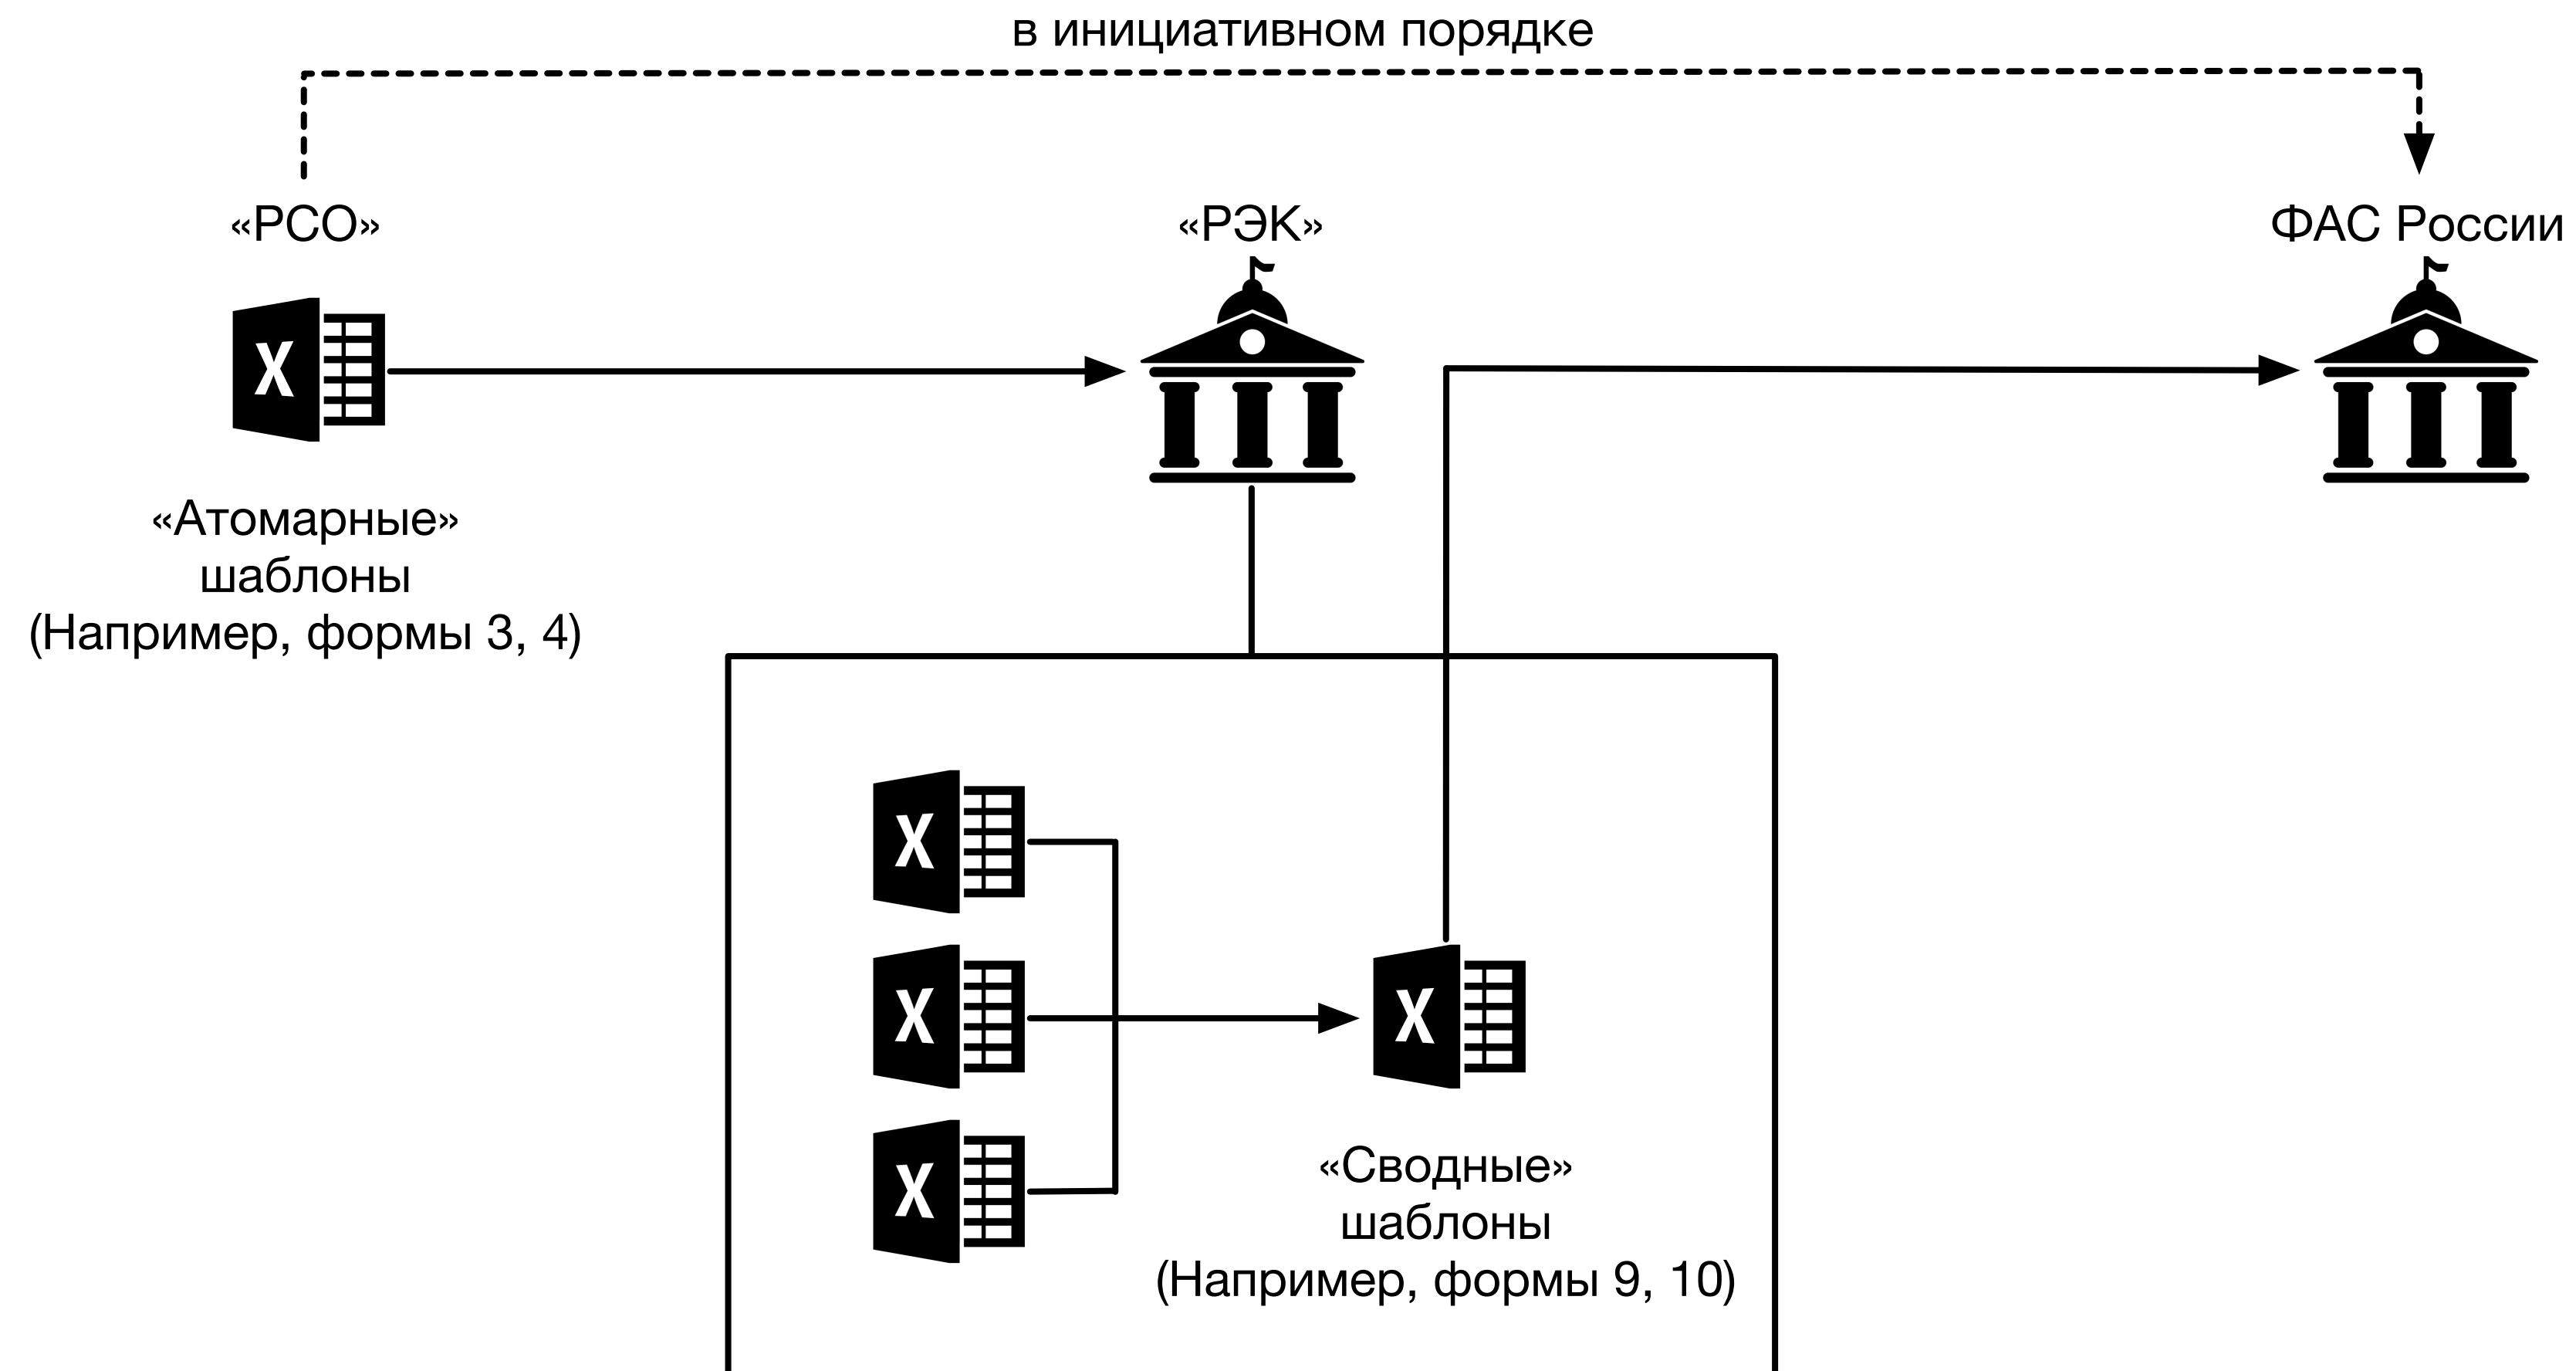 в инициативном порядке
«РСО»
«РЭК»
ФАС России
X
«Атомарные»
шаблоны
(Например, формы 3, 4)
X
X
X
X
«Сводные»
шаблоны
(Например, формы 9, 10)